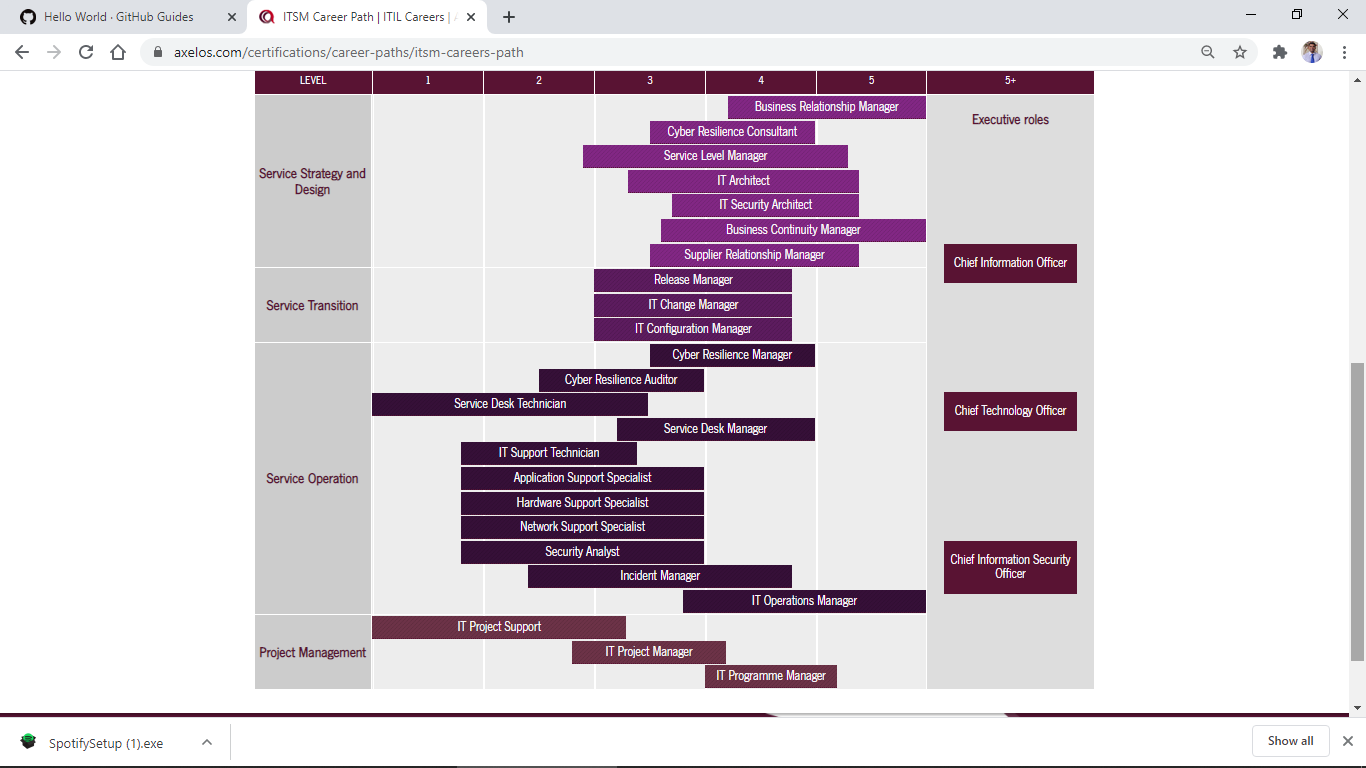 Hello World · GitHub Guides
ITSM Career Path | ITIL Careers |
axelos.com/certifications/career-paths/itsm-careers-path
LEVEL 1 2 3 4 5 5+
Service Strategy and
Design
Business Relationship Manager
Cyber Resilience Consultant
Service Level Manager
IT Architect
IT Security Architect
Business Continuity Manager
Supplier Relationship Manager
Service Transition
Release Manager
IT Change Manager
IT Configuration Manager
Service Operation
Cyber Resilience Manager
Cyber Resilience Auditor
Service Desk Technician
Service Desk Manager
IT Support Technician
Application Support Specialist
Hardware Support Specialist
Network Support Specialist
Security Analyst
Incident Manager
IT Operations Manager
Project Management
IT Project Support
IT Project Manager
IT Programme Manager
Executive roles
Chief Information Officer
Chief Technology Officer
Chief Information Security
Officer
SpotifySetup (1).exe
Show all